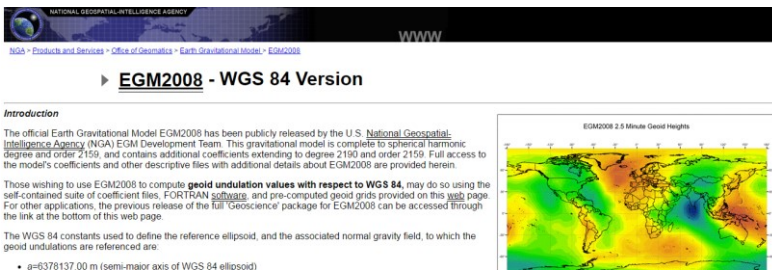 NATIONAL GEOSPATIAL-INTELLIGENCE AGENCY
WWW
NGA > Products and Services > Office of Geomatics > Earth Gravitational Model > EGM2008
EGM2008 - WGS 84 Version
Introduction
The official Earth Gravitational Model EGM2008 has been publicly released by the U.S. National Geospatial-
Intelligence Agency (NGA) EGM Development Team. This gravitational model is complete to spherical harmonic
degree and order 2159, and contains additional coefficients extending to degree 2190 and order 2159. Full access to
the model's coefficients and other descriptive files with additional details about EGM2008 are provided herein.
Those wishing to use EGM2008 to compute geoid undulation values with respect to WGS 84, may do so using the
self-contained suite of coefficient files, FORTRAN software, and pre-computed geoid grids provided on this web page.
For other applications, the previous release of the full 'Geoscience' package for EGM2008 can be accessed through
the link at the bottom of this web page.
The WGS 84 constants used to define the reference ellipsoid, and the associated normal gravity field, to which the
geoid undulations are referenced are:
• a=6378137.00 m (semi-major axis of WGS 84 ellipsoid)
EGM2008 2.5 Minute Geoid Heights